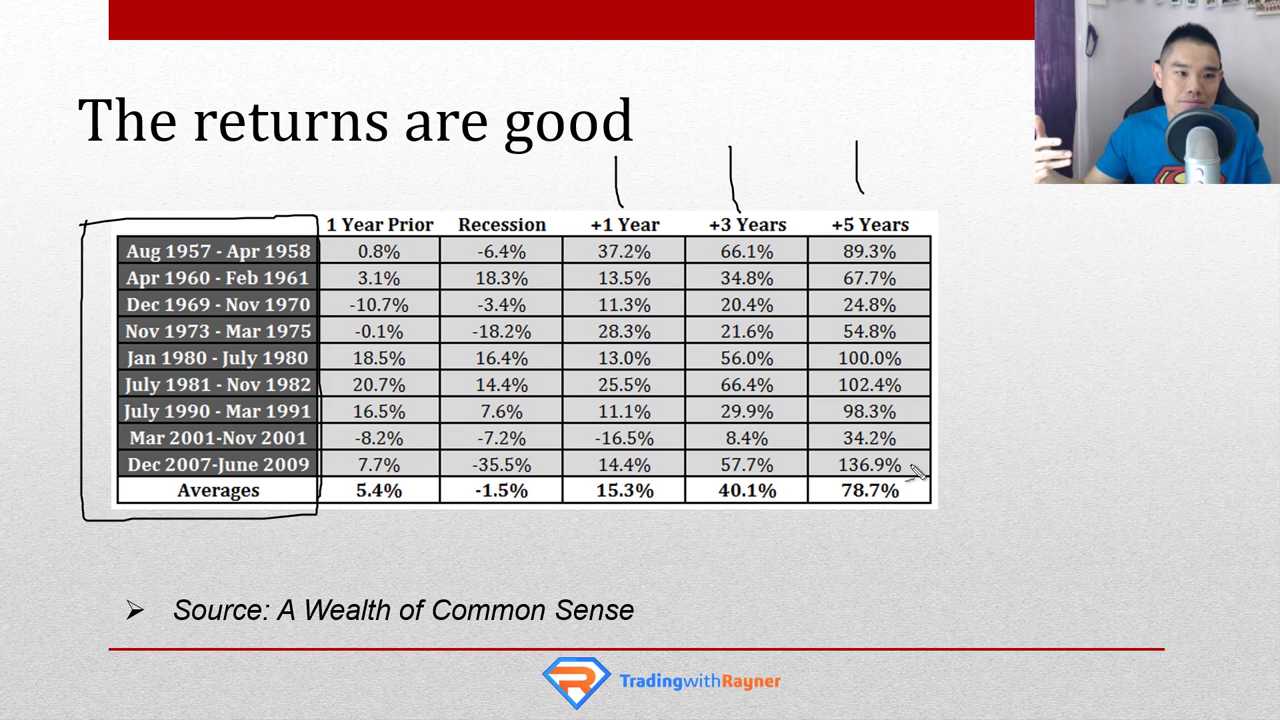 The returns are good
1 Year Prior Recession +1 Year +3 Years +5 Years
Aug 1957 - Apr 1958 0.8% -6.4% 37.2% 66.1% 89.3%
Apr 1960 - Feb 1961 3.1% 18.3% 13.5% 34.8% 67.7%
Dec 1969 - Nov 1970 -10.7% -3.4% 11.3% 20.4% 24.8%
Nov 1973 - Mar 1975 -0.1% -18.2% 28.3% 21.6% 54.8%
Jan 1980 - July 1980 18.5% 16.4% 13.0% 56.0% 100.0%
July 1981 - Nov 1982 20.7% 14.4% 25.5% 66.4% 102.4%
July 1990 - Mar 1991 16.5% 7.6% 11.1% 29.9% 98.3%
Mar 2001-Nov 2001 -8.2% -7.2% -16.5% 8.4% 34.2%
Dec 2007-June 2009 7.7% -35.5% 14.4% 57.7% 136.9%
Averages 5.4% -1.5% 15.3% 40.1% 78.7%
Source: A Wealth of Common Sense
TradingwithRayner